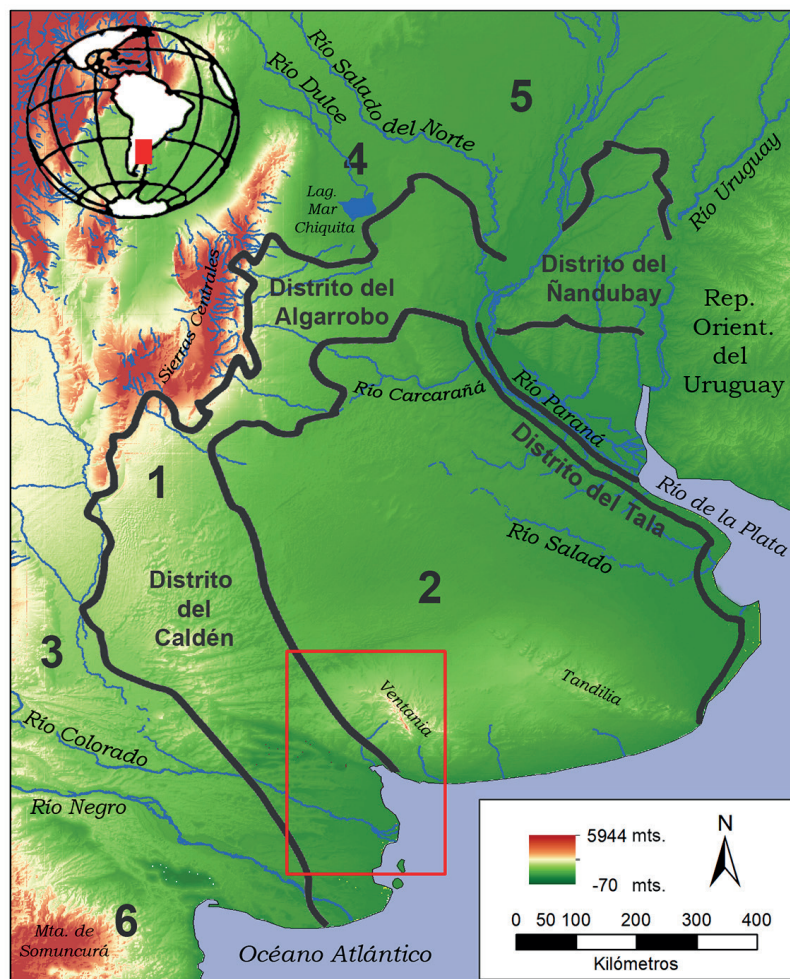 Río Dulce
Río Salado
del Norte
5
4
Lag.
Mar
Chiquita
Río Uruguay
Sierras Centrales
Distrito del
Algarrobo
Distrito del
Ñandubay
Rep.
Orient.
del
Uruguay
Río Carcarañá
Río Paraná
Distrito del Tala
Río de la Plata
1
Río Salado
Distrito
del
Caldén
2
3
Ventania
Tandilia
Río Colorado
Río Negro
6
Mta. de
Somuncurá
Océano Atlántico
5944 mts.
-70 mts.
N
0 50 100 200 300 400
Kilómetros